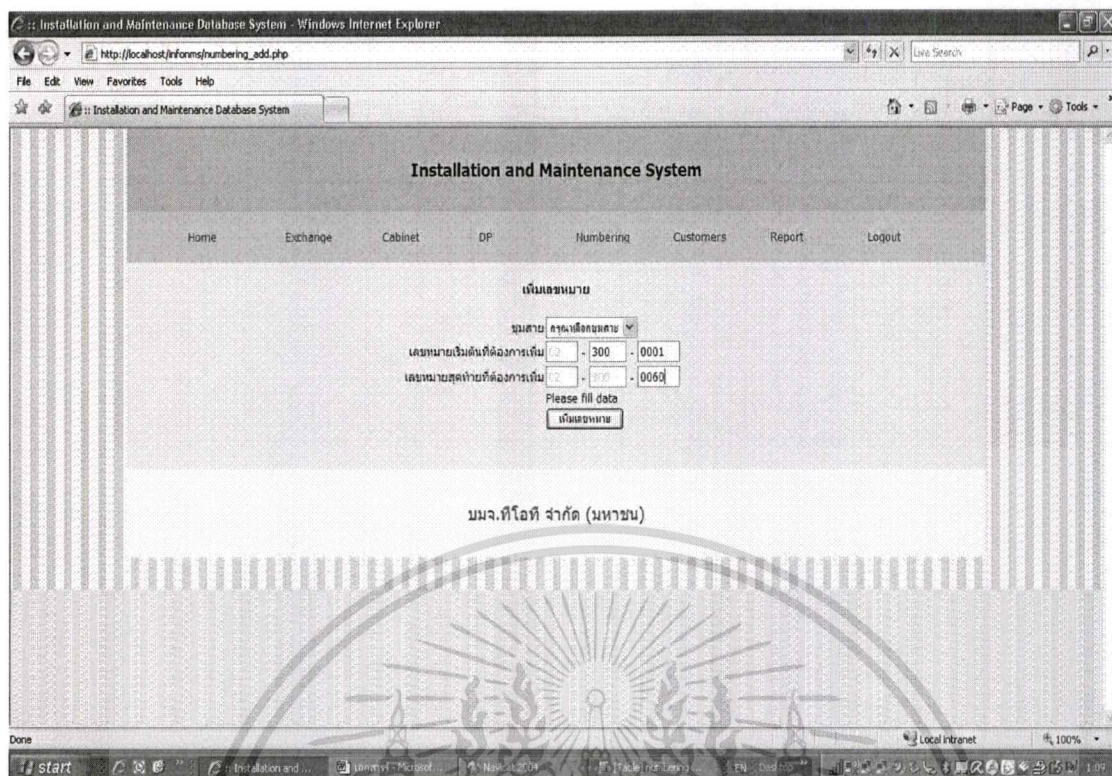 :: Installation and Maintenance Database System - Windows Internet Explorer
http://localhost/infonms/numbering_add.php
Live Search
File Edit View Favorites Tools Help
:: Installation and Maintenance Database System
Page Tools
Installation and Maintenance System
Home Exchange Cabinet DP Numbering Customers Report Logout
เพิ่มเลขหมาย
ชุมสาย กรุณาเลือกชุมสาย
เลขหมายเริ่มต้นที่ต้องการเพิ่ม 02 - 300 - 0001
เลขหมายสุดท้ายที่ต้องการเพิ่ม 02 - 300 - 0060
Please fill data
เพิ่มเลขหมาย
บมจ.ทีโอที จำกัด (มหาชน)
Done Local intranet 100%
start Installation and ... - Microsof... Navicat 2004 [Table] numbering EN Desktop 1:09